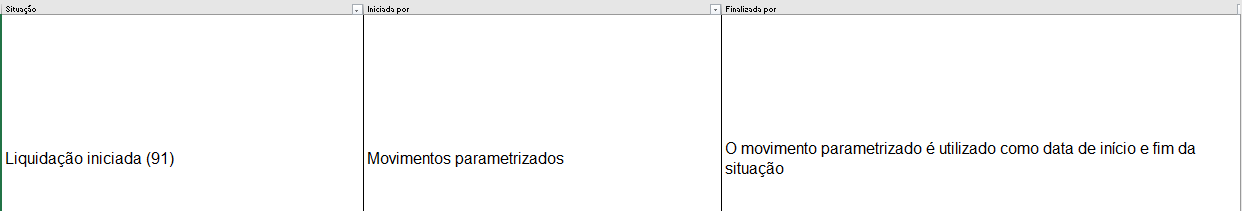 Situação Iniciada por Finalizada por
Liquidação iniciada (91)
Movimentos parametrizados
O movimento parametrizado é utilizado como data de início e fim da
situação